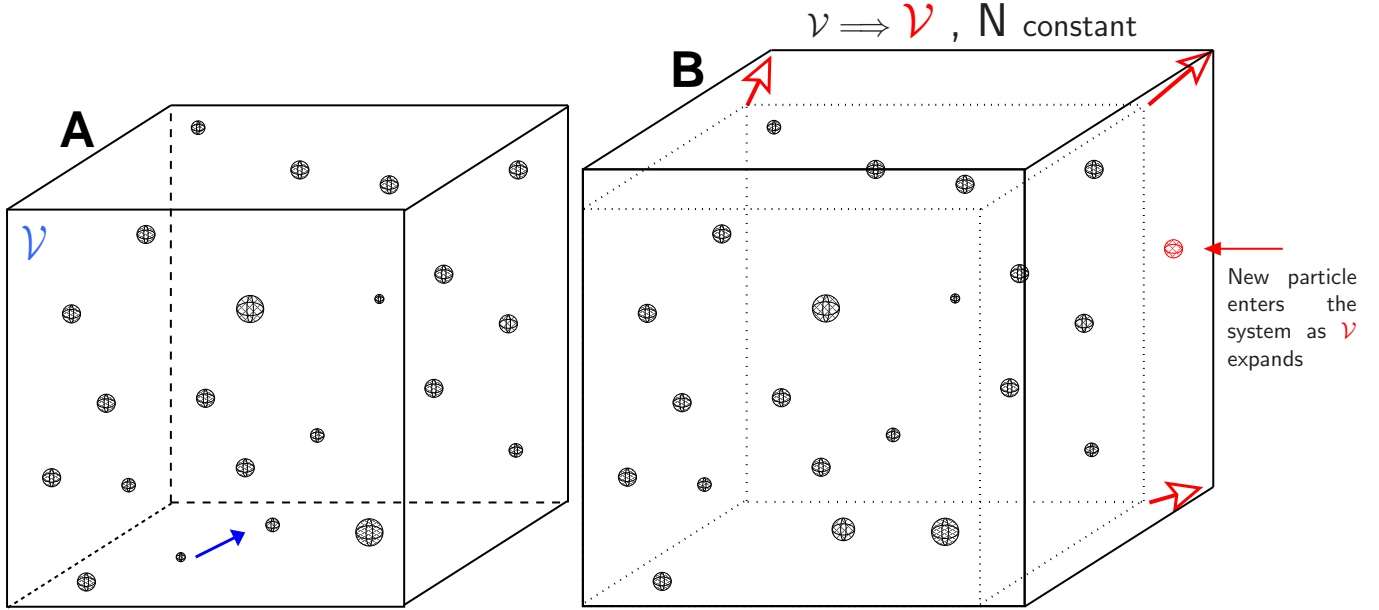 𝒱 ⟹ 𝒱 , N constant
A
B
𝒱
New particle
enters the
system as 𝒱
expands